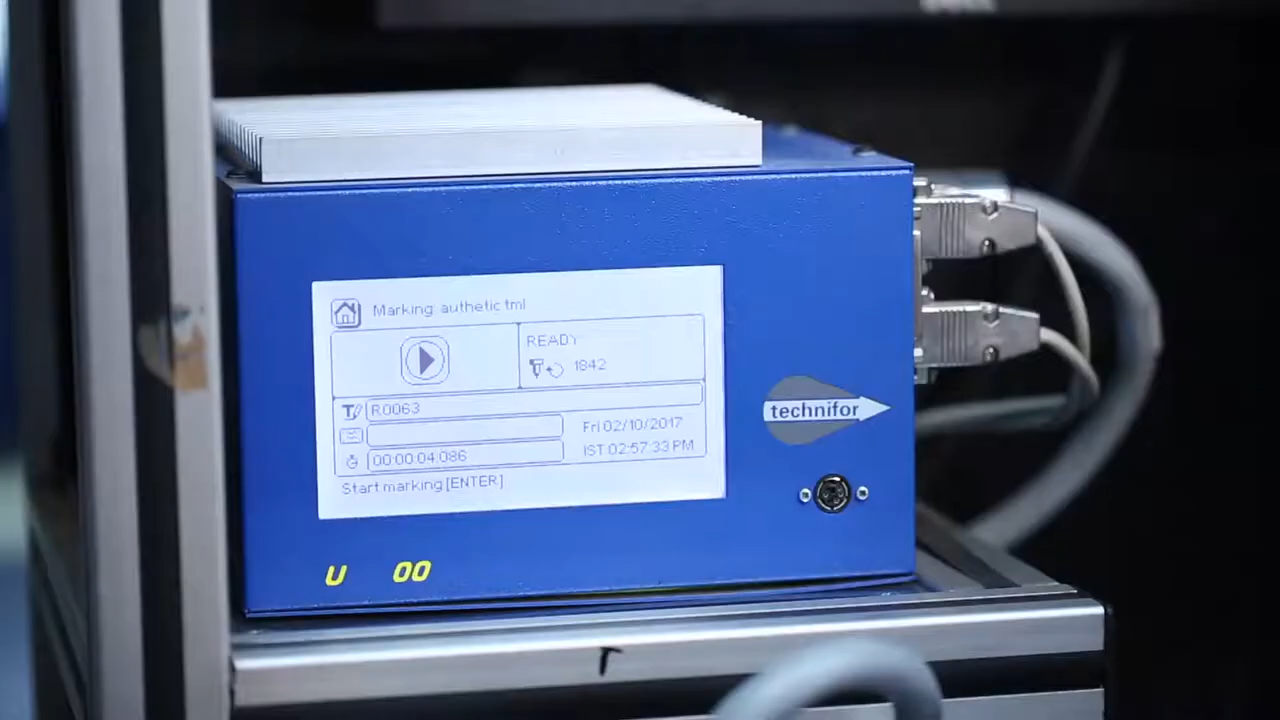 Marking: authetic tml
READY
1842
R0063
Fri 02/10/2017
00:00:04.086
IST 02:57:33 PM
Start marking [ENTER]
technifor
U 00